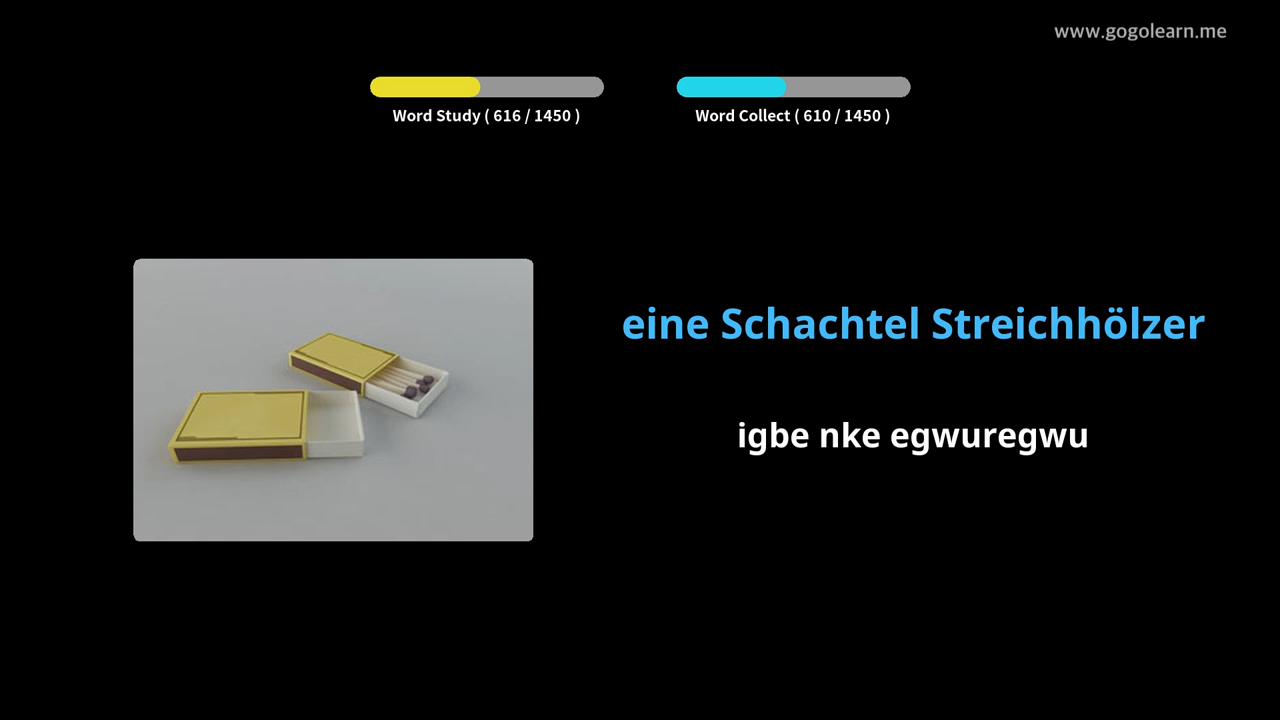 www.gogolearn.me
Word Study ( 616 / 1450 )
Word Collect ( 610 / 1450 )
eine Schachtel Streichhölzer
igbe nke egwuregwu